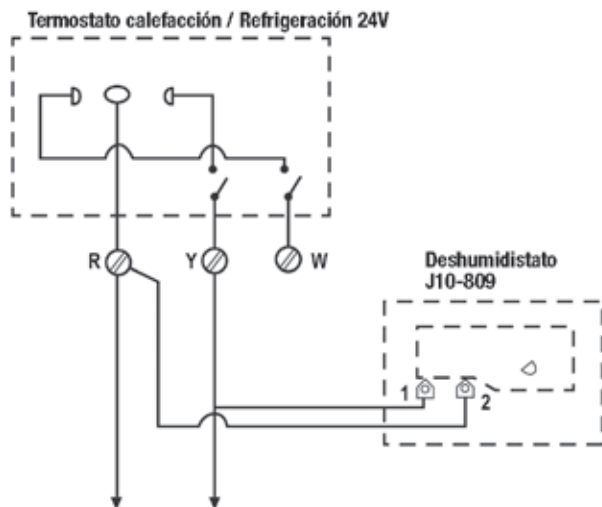 Termostato calefacción / Refrigeración 24V
R
Y
W
Deshumidistato
J10-809
1
2